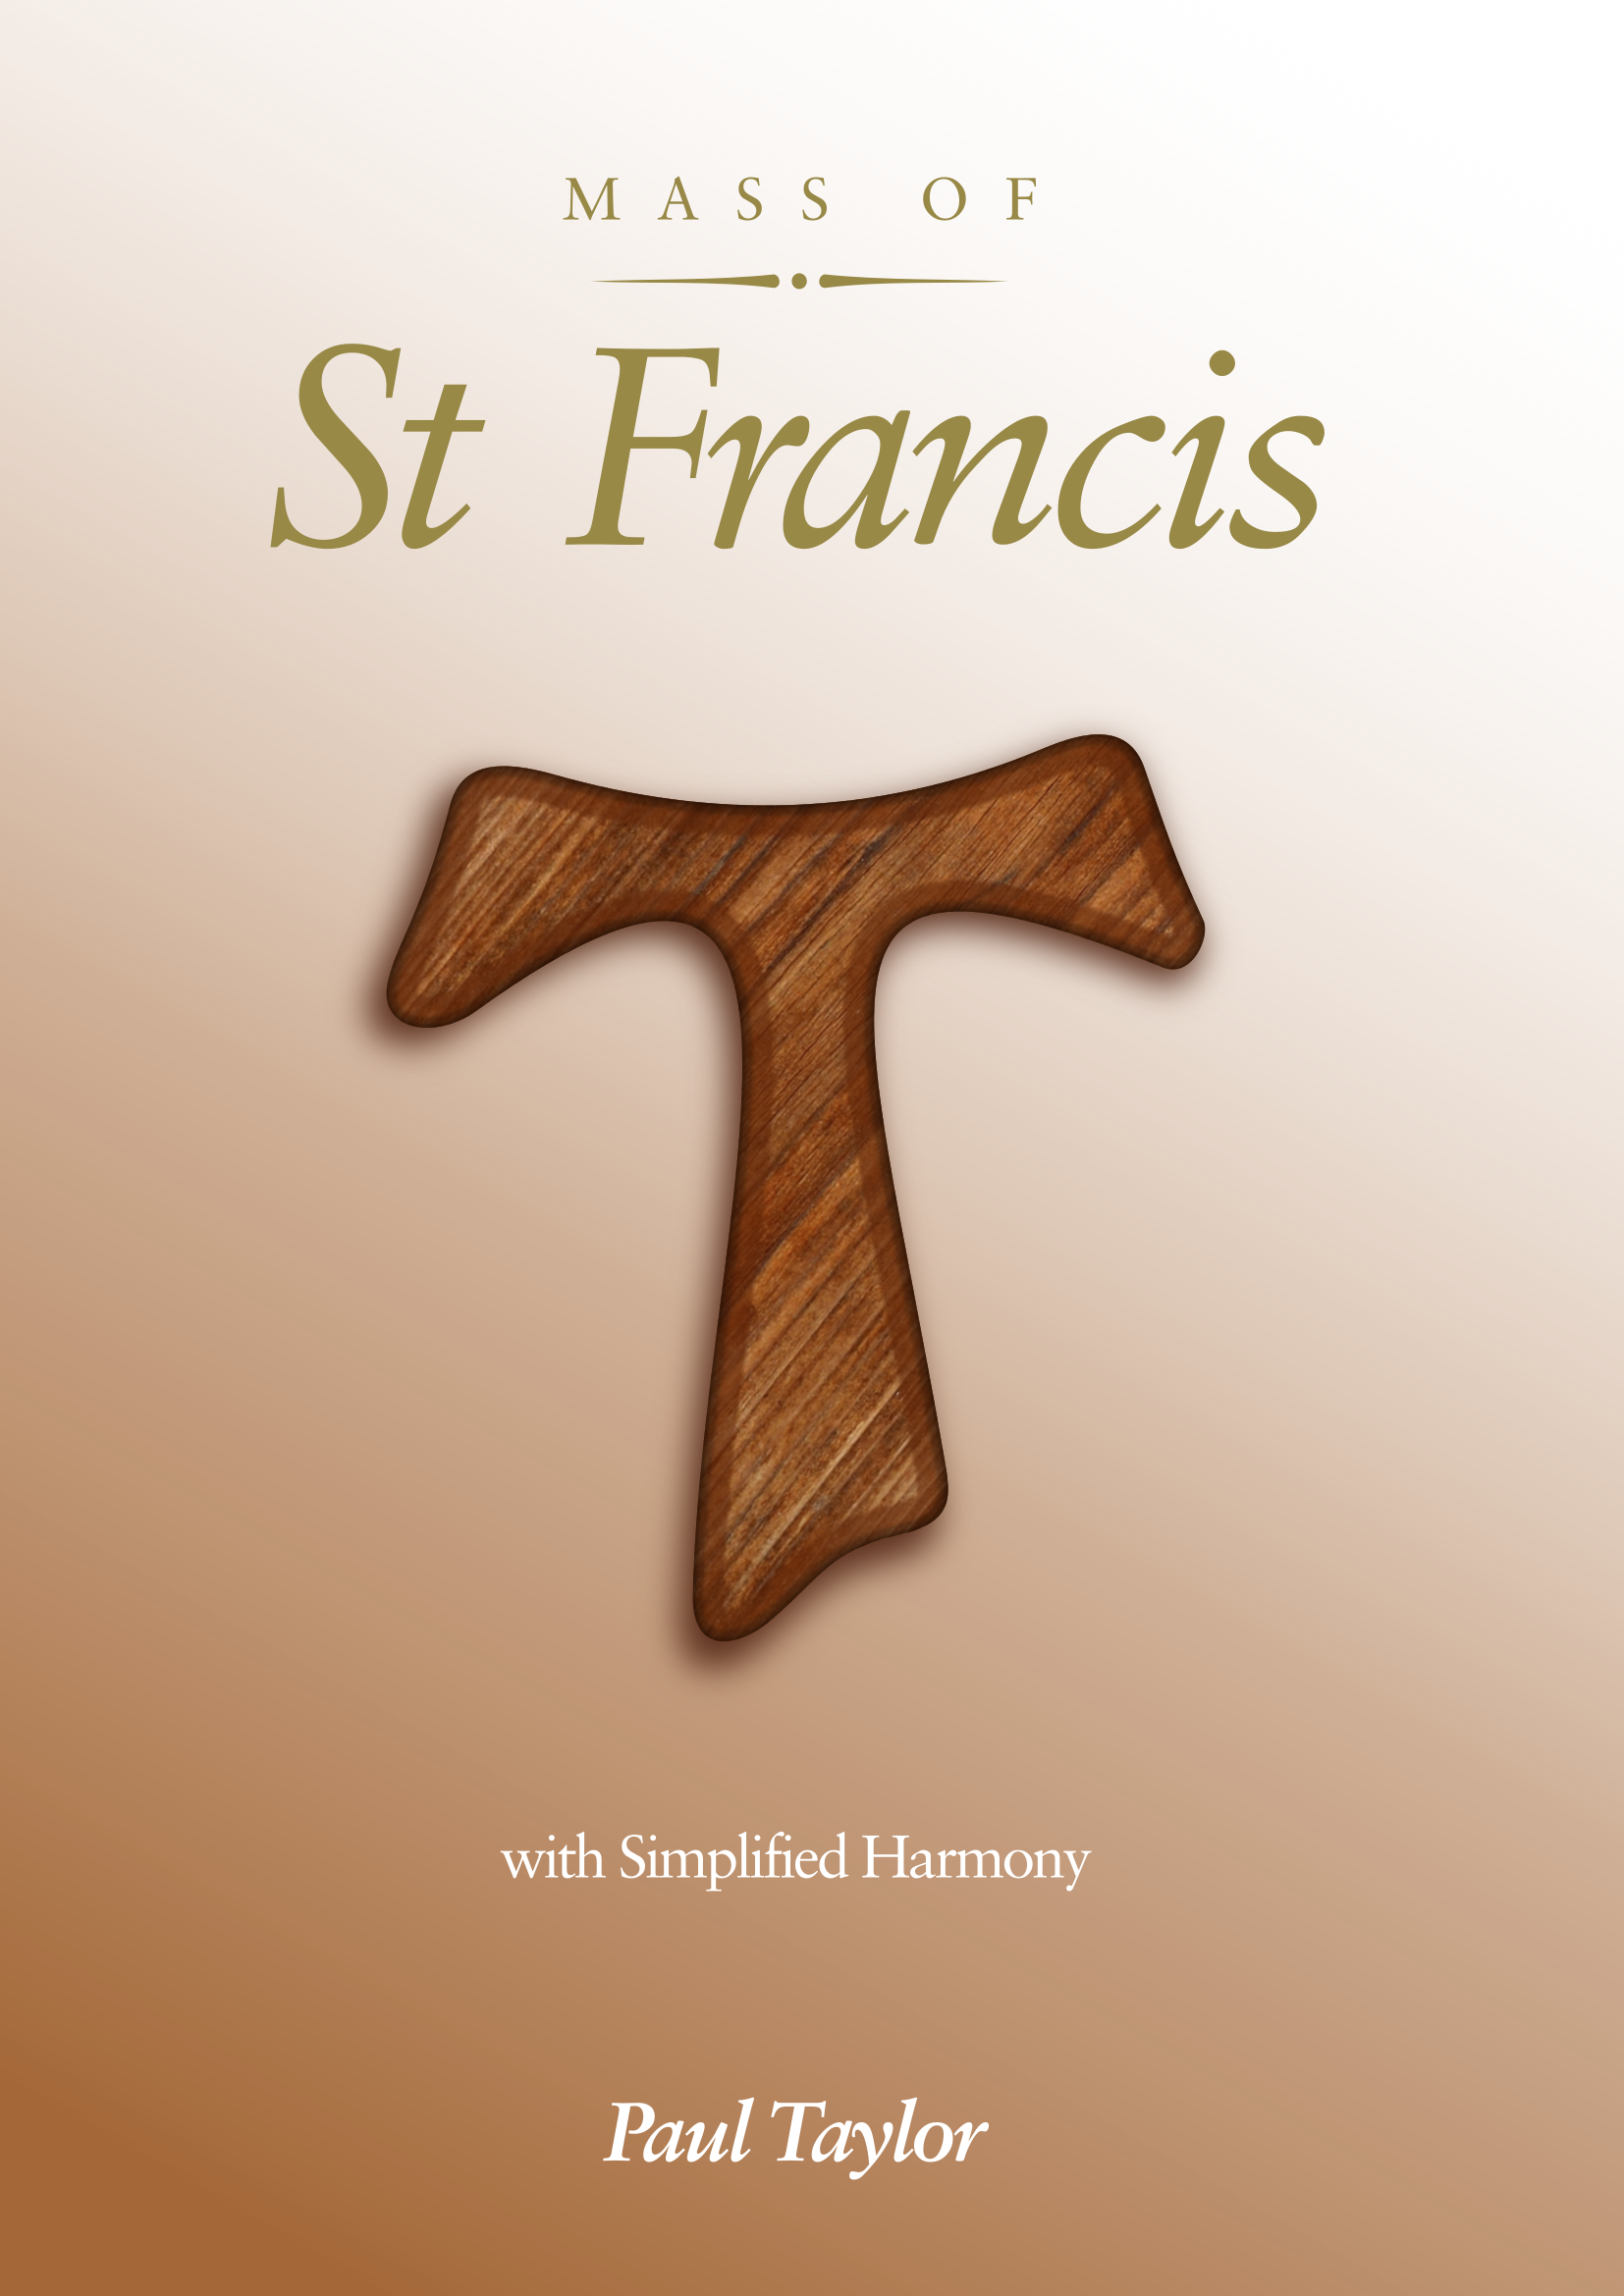 MASS OF
St Francis
with Simplified Harmony
Paul Taylor